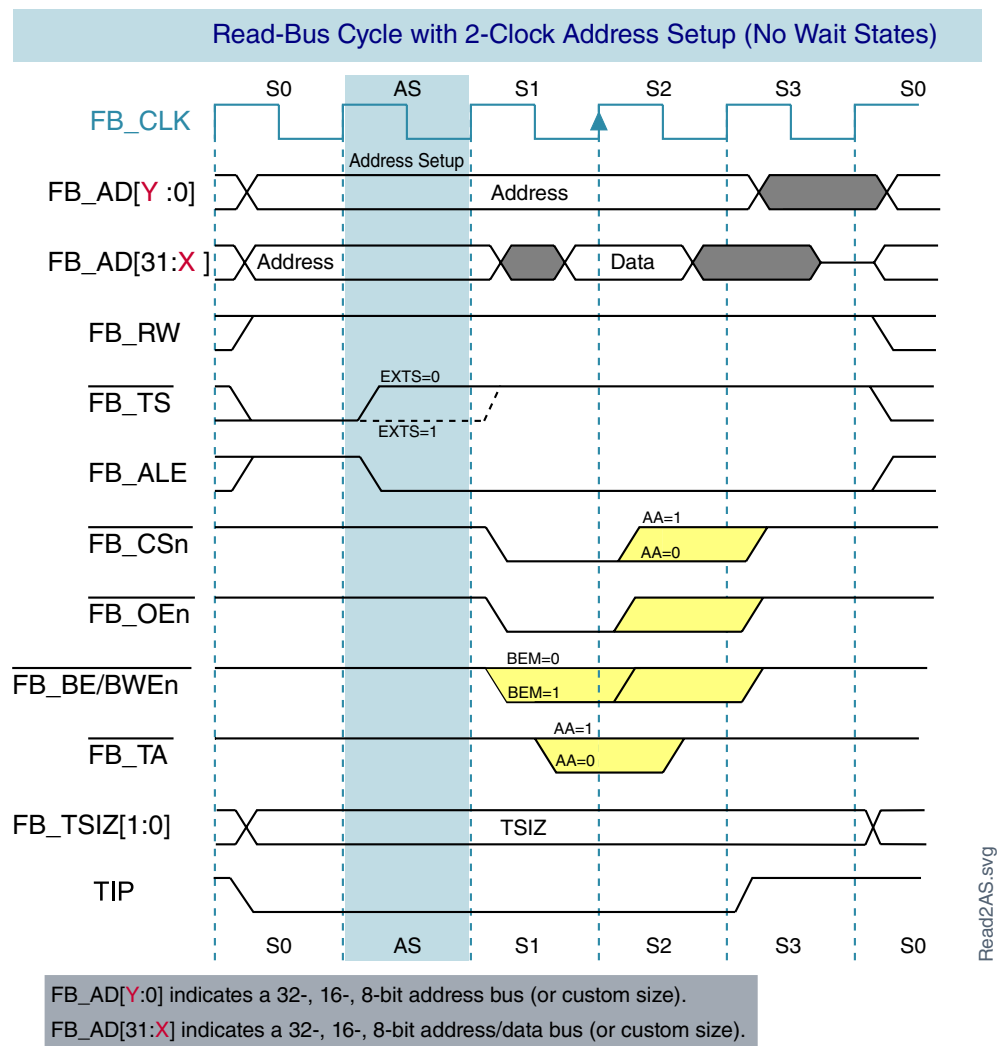 Read-Bus Cycle with 2-Clock Address Setup (No Wait States)
S0 AS S1 S2 S3 S0
FB_CLK
Address Setup
FB_AD[Y :0] Address
FB_AD[31:X ] Address Data
FB_RW
FB_TS EXTS=0
EXTS=1
FB_ALE
FB_CSn AA=1
AA=0
FB_OEn
FB_BE/BWEn BEM=0
BEM=1
FB_TA AA=1
AA=0
FB_TSIZ[1:0] TSIZ
TIP
S0 AS S1 S2 S3 S0
Read2AS.svg
FB_AD[Y:0] indicates a 32-, 16-, 8-bit address bus (or custom size).
FB_AD[31:X] indicates a 32-, 16-, 8-bit address/data bus (or custom size).